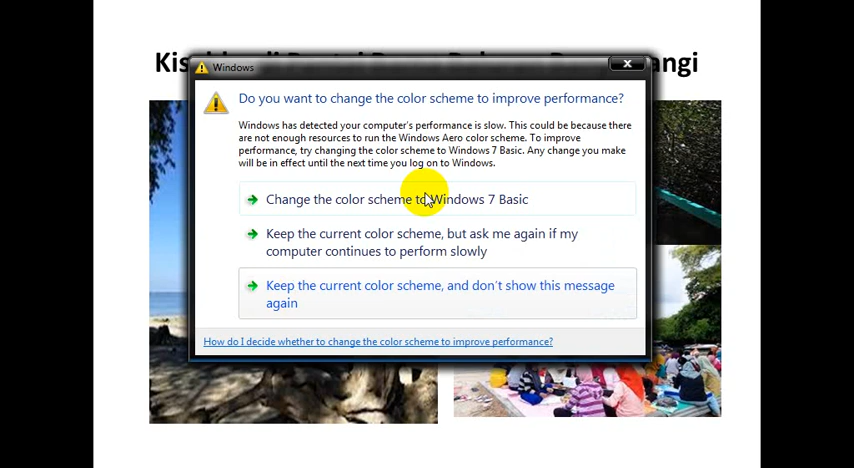 Kis
angi
Windows
Do you want to change the color scheme to improve performance?
Windows has detected your computer's performance is slow. This could be because there
are not enough resources to run the Windows Aero color scheme. To improve
performance, try changing the color scheme to Windows 7 Basic. Any change you make
will be in effect until the next time you log on to Windows.
Change the color scheme to Windows 7 Basic
Keep the current color scheme, but ask me again if my
computer continues to perform slowly
Keep the current color scheme, and don't show this message
again
How do I decide whether to change the color scheme to improve performance?